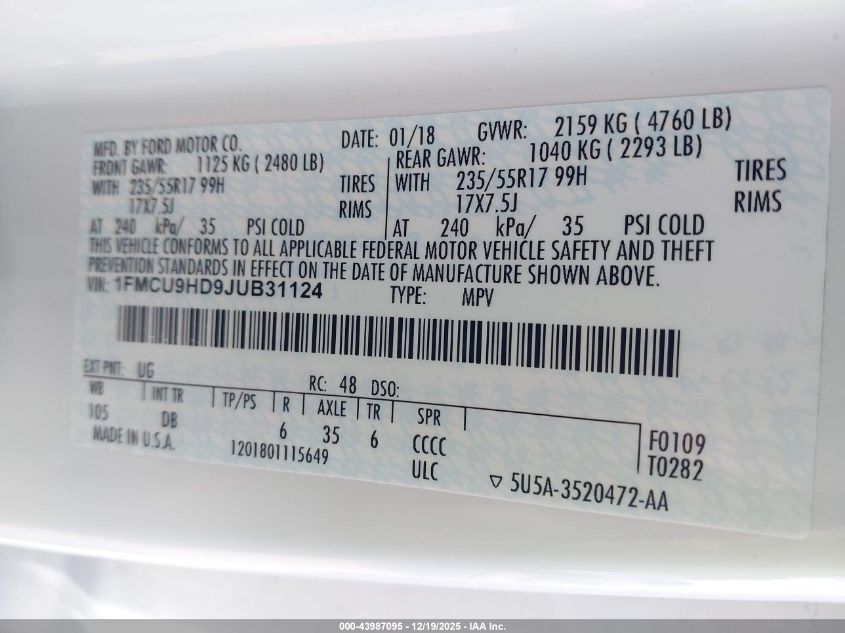 MFD. BY FORD MOTOR CO. DATE: 01/18 GVWR: 2159 KG ( 4760 LB)
FRONT GAWR: 1125 KG ( 2480 LB) REAR GAWR: 1040 KG ( 2293 LB)
WITH 235/55R17 99H TIRES WITH 235/55R17 99H TIRES
17X7.5J RIMS 17X7.5J RIMS
AT 240 kPa/ 35 PSI COLD AT 240 kPa/ 35 PSI COLD
THIS VEHICLE CONFORMS TO ALL APPLICABLE FEDERAL MOTOR VEHICLE SAFETY AND THEFT
PREVENTION STANDARDS IN EFFECT ON THE DATE OF MANUFACTURE SHOWN ABOVE.
VIN: 1FMCU9HD9JUB31124 TYPE: MPV
EXT PNT: UG RC: 48 DSO:
WB INT TR TP/PS R AXLE TR SPR
105 DB 6 35 6 CCCC F0109
MADE IN U.S.A. 1201801115649 ULC T0282
▽ 5U5A-3520472-AA
000-43987095 - 12/19/2025 - IAA Inc.